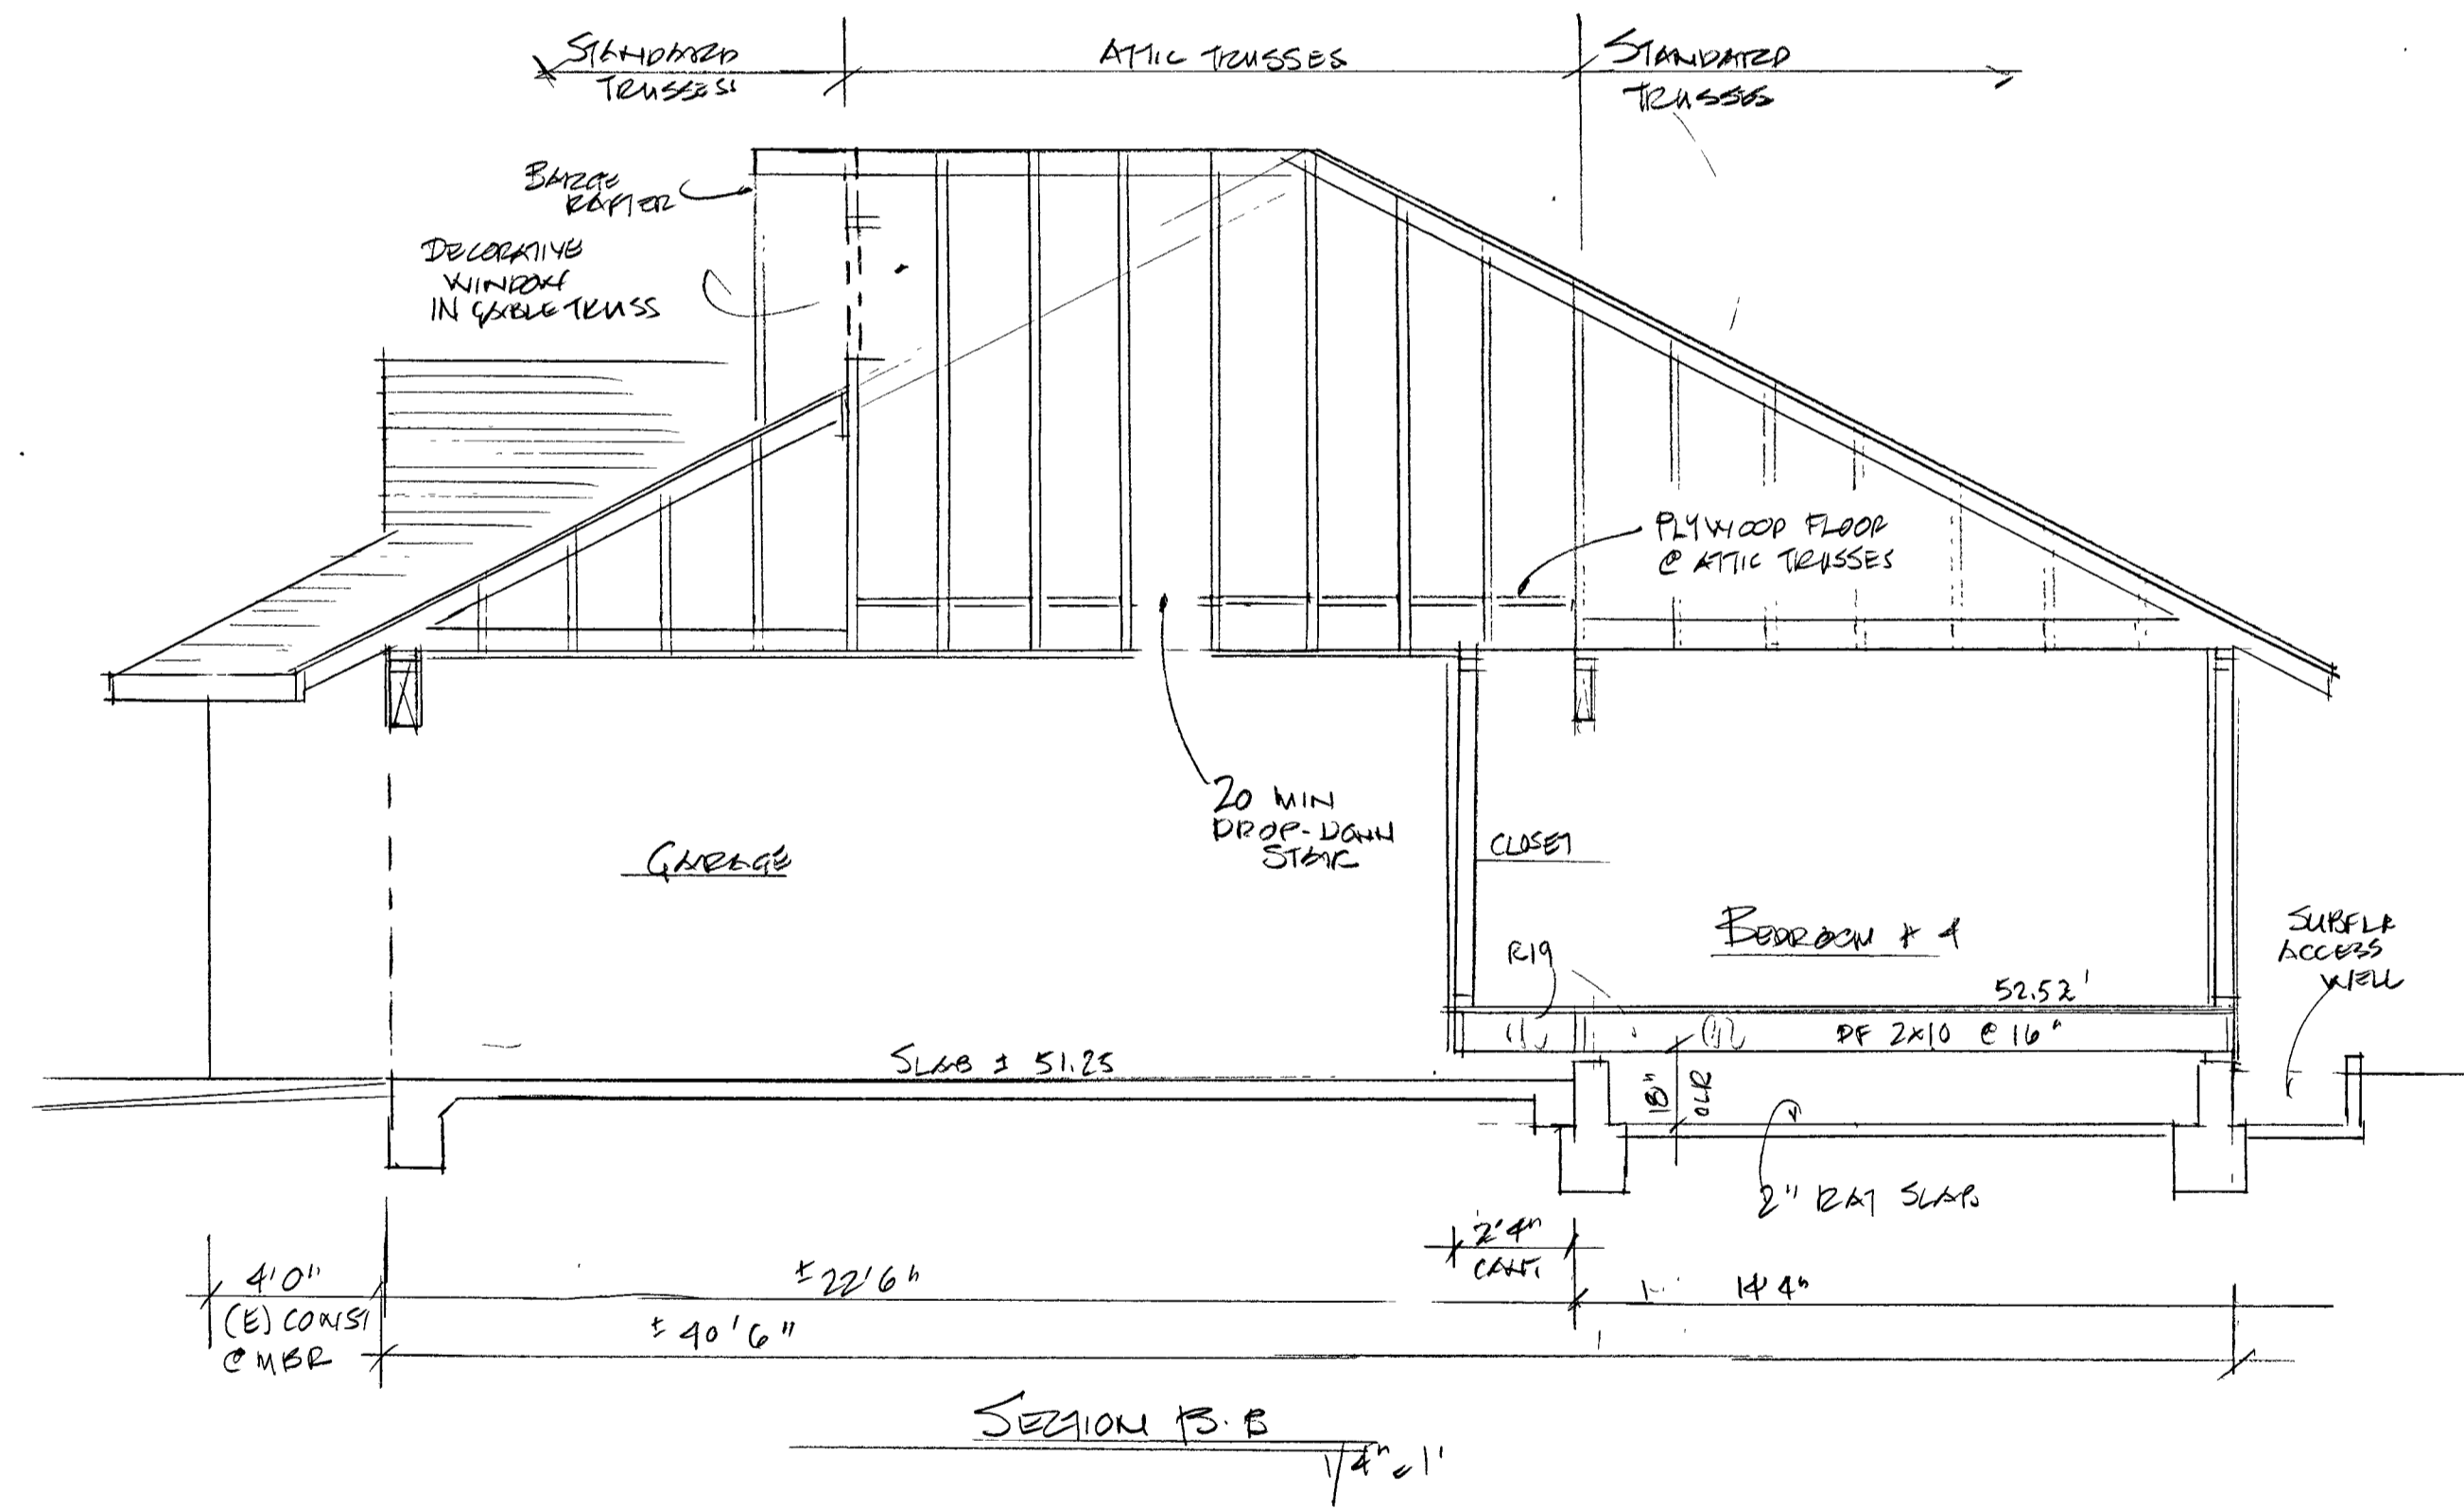 STANDARD
TRUSSES
ATTIC TRUSSES
STANDARD
TRUSSES
BARGE
RAFTER
DECORATIVE
WINDOW
IN GABLE TRUSS
PLYWOOD FLOOR
@ ATTIC TRUSSES
20 MIN
DROP-DOWN
STAIR
GARAGE
CLOSET
BEDROOM # 4
R19
SUBFLR
ACCESS
WELL
52.52'
DF 2x10 @ 16"
SLAB ± 51.25
18"
CLR
2" RAT SLAB
2'4"
CANT.
4'0"
(E) CONST
@ MBR
±22'6"
14'4"
±40'6"
SECTION B-B
1/4" = 1'